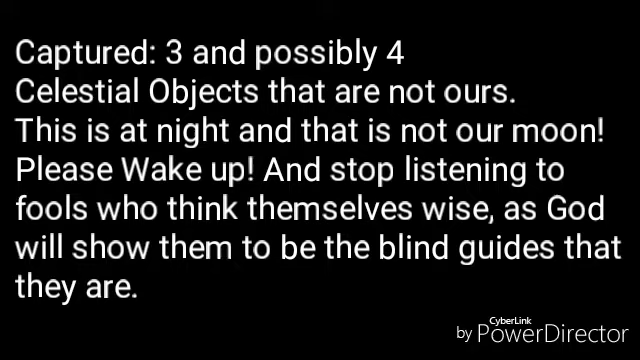 Captured: 3 and possibly 4
Celestial Objects that are not ours.
This is at night and that is not our moon!
Please Wake up! And stop listening to
fools who think themselves wise, as God
will show them to be the blind guides that
they are.
CyberLink
by PowerDirector